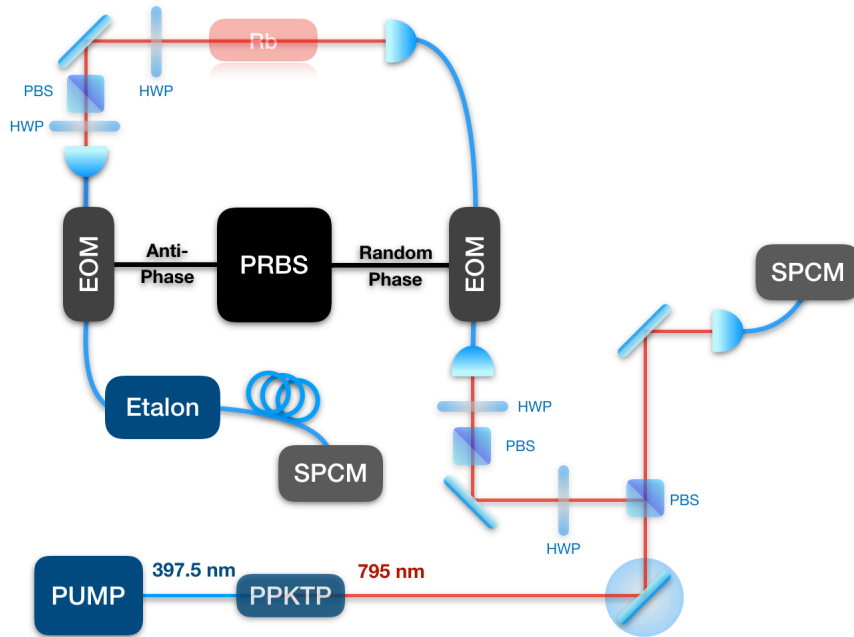 Rb
PBS
HWP
HWP
EOM
Anti-
Phase
PRBS
Random
Phase
EOM
SPCM
Etalon
SPCM
HWP
PBS
HWP
PBS
PUMP
397.5 nm
PPKTP
795 nm